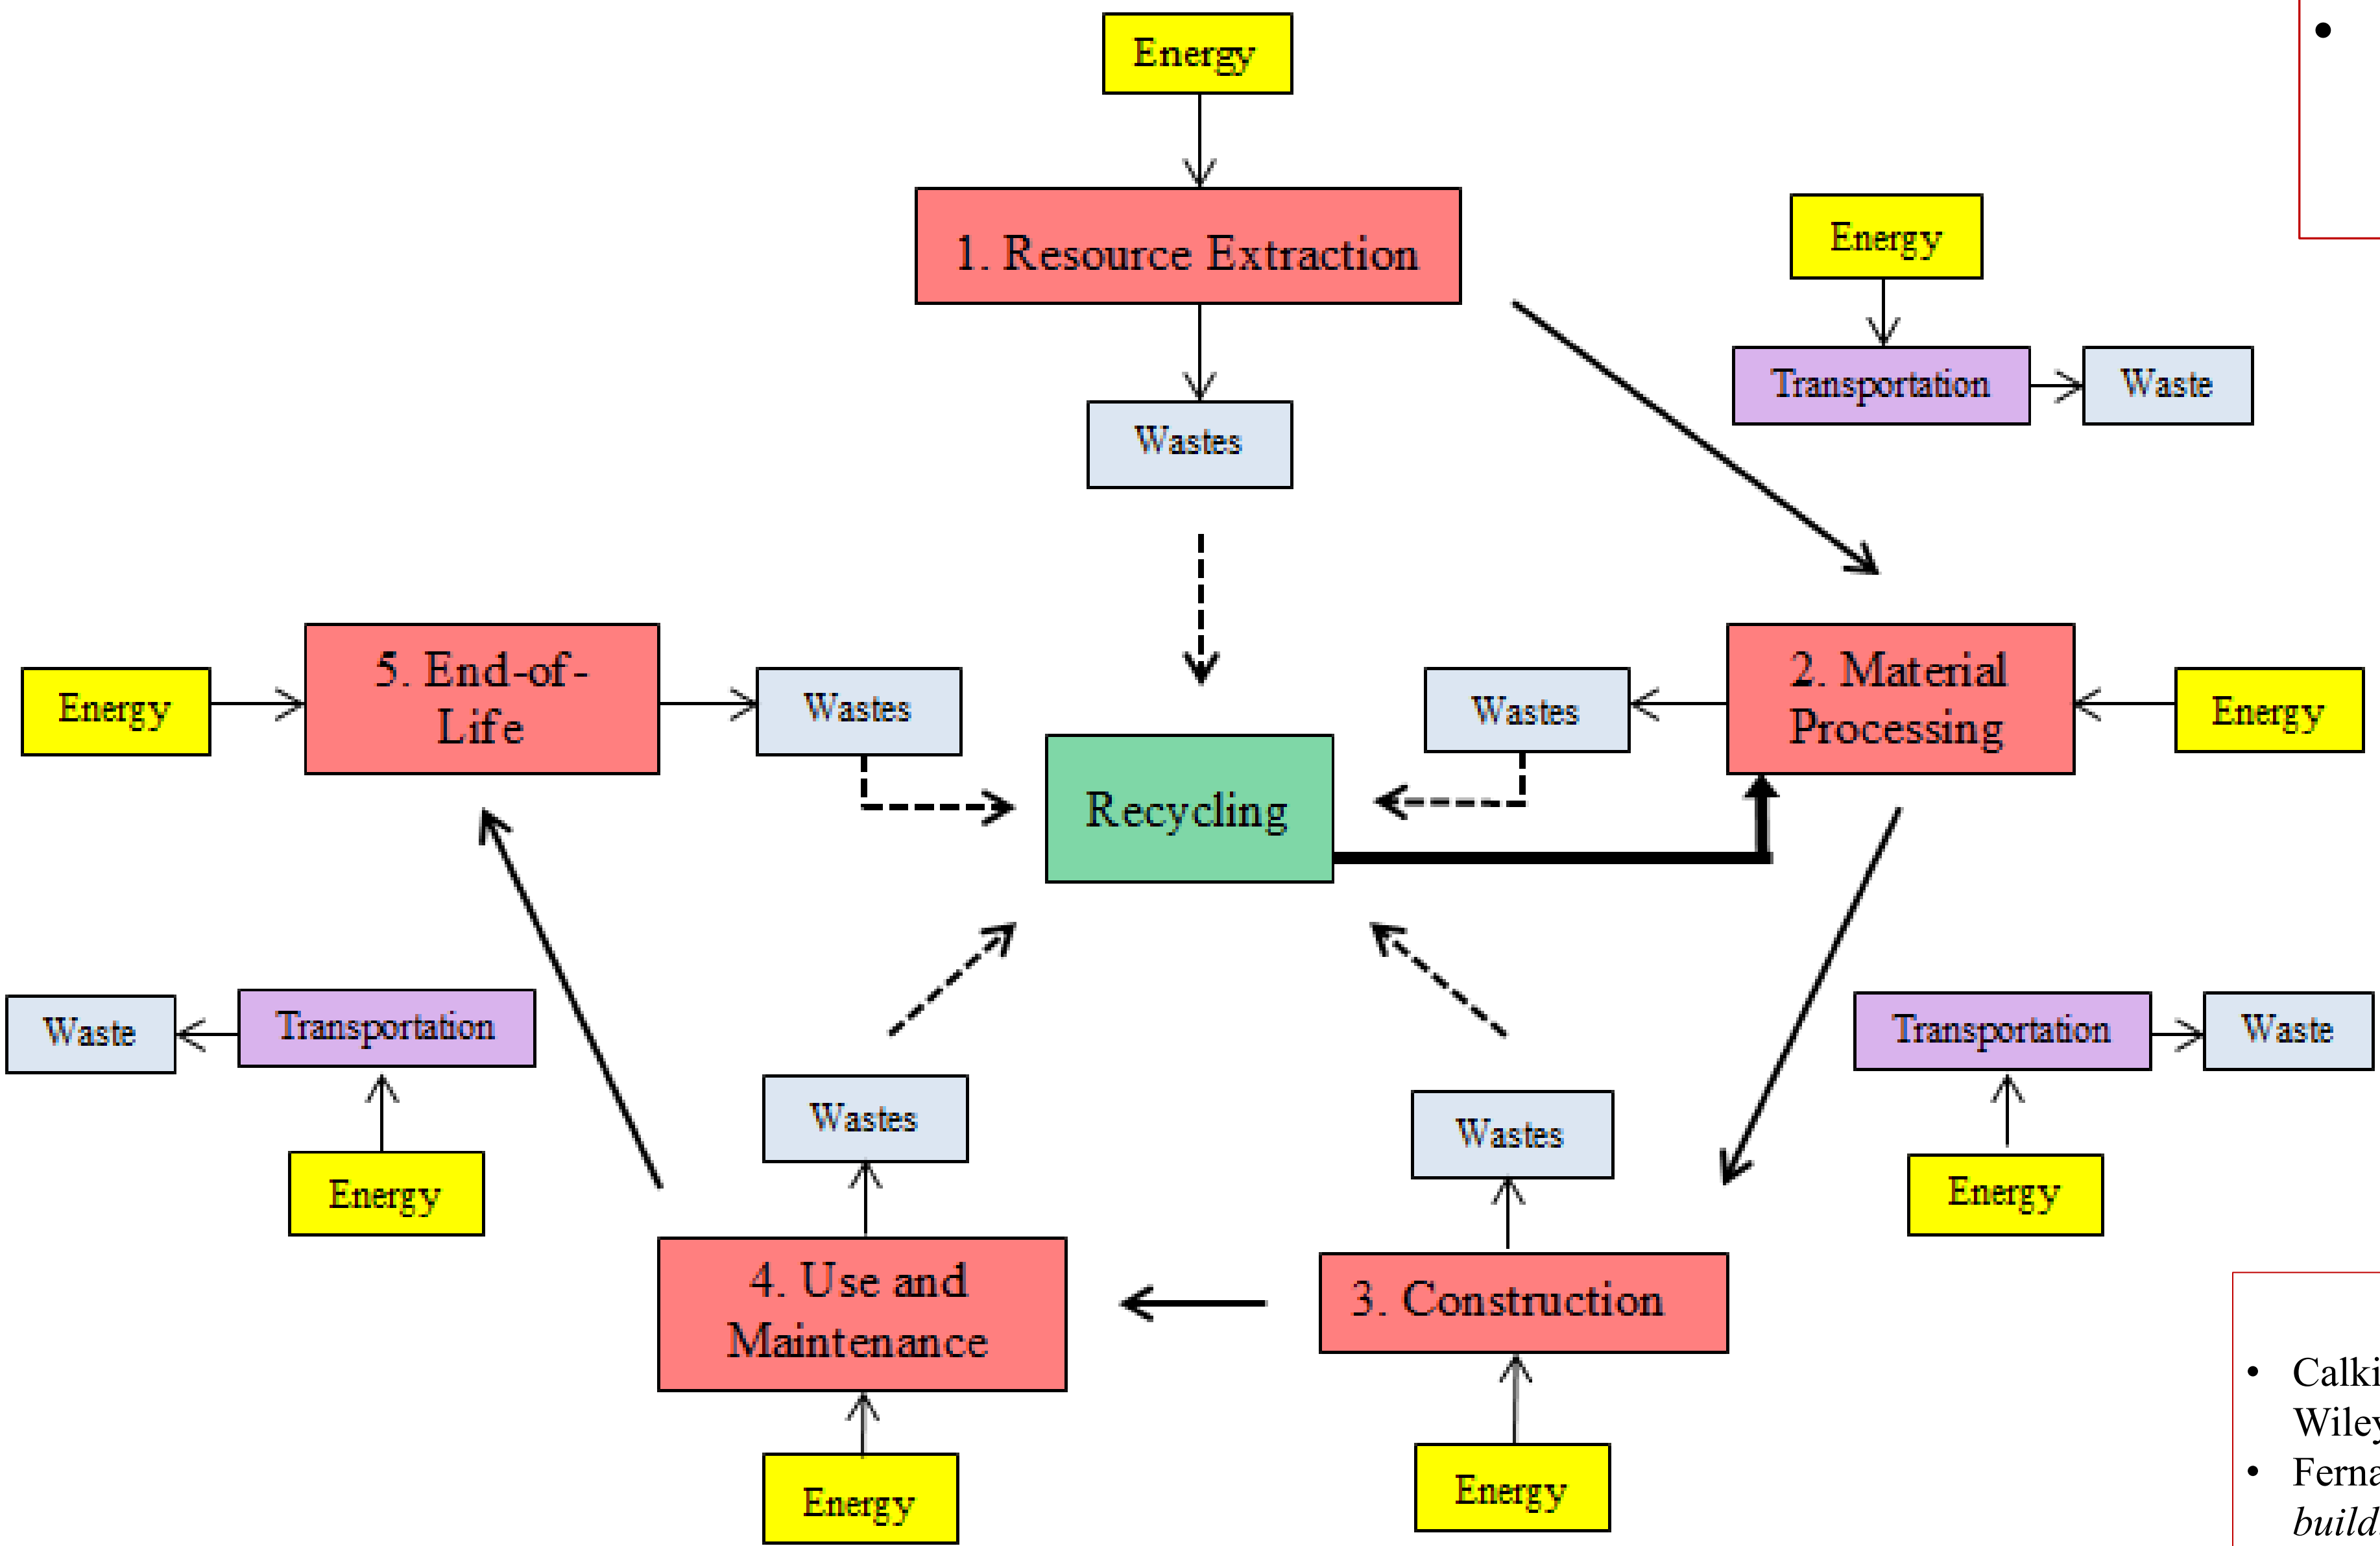 Energy
1. Resource Extraction
Energy
Transportation
Waste
Wastes
5. End-of-
Life
Energy
Wastes
Recycling
Wastes
2. Material
Processing
Energy
Waste
Transportation
Energy
Wastes
Wastes
Transportation
Waste
Energy
4. Use and
Maintenance
3. Construction
Energy
Energy
•
•
Wiley
•